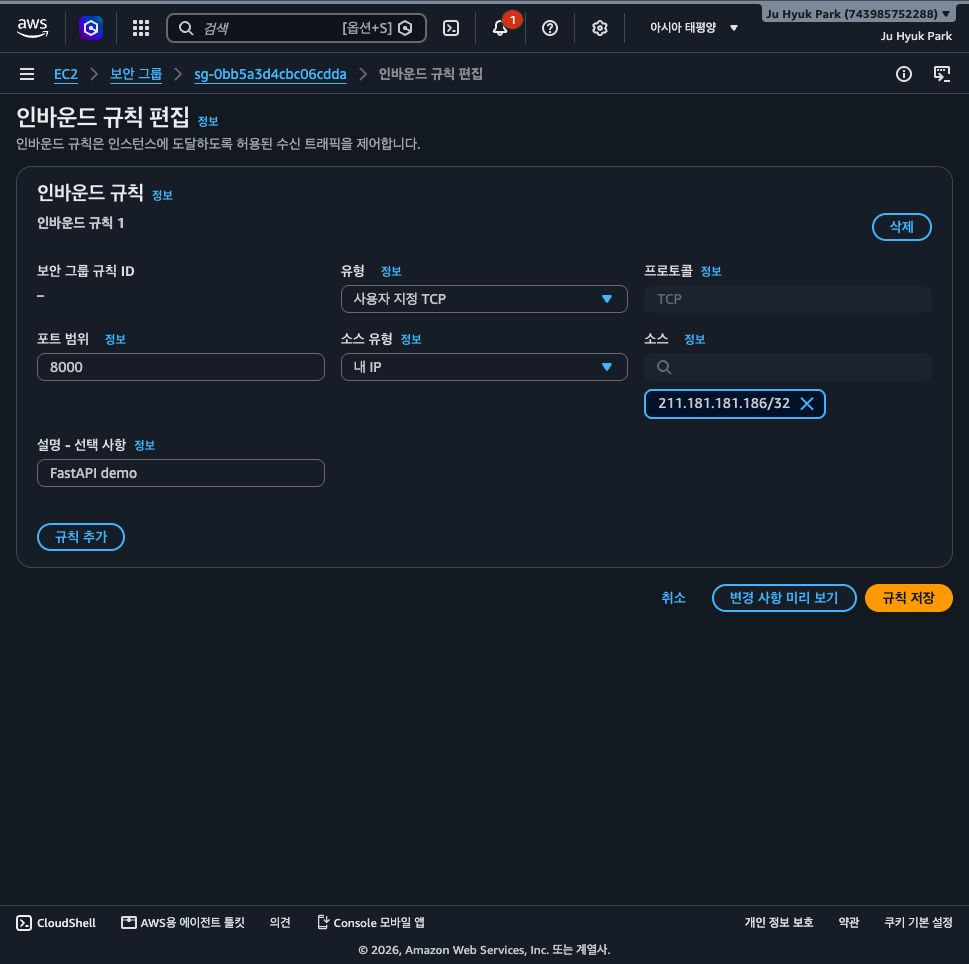 aws
검색 [옵션+S]
1
아시아 태평양
Ju Hyuk Park (743985752288)
Ju Hyuk Park
EC2 > 보안 그룹 > sg-0bb5a3d4cbc06cdda > 인바운드 규칙 편집
인바운드 규칙 편집 정보
인바운드 규칙은 인스턴스에 도달하도록 허용된 수신 트래픽을 제어합니다.
인바운드 규칙 정보
인바운드 규칙 1
삭제
보안 그룹 규칙 ID
–
유형 정보
사용자 지정 TCP
프로토콜 정보
TCP
포트 범위 정보
8000
소스 유형 정보
내 IP
소스 정보
211.181.181.186/32
설명 - 선택 사항 정보
FastAPI demo
규칙 추가
취소 변경 사항 미리 보기 규칙 저장
CloudShell AWS용 에이전트 툴킷 의견 Console 모바일 앱 개인 정보 보호 약관 쿠키 기본 설정
© 2026, Amazon Web Services, Inc. 또는 계열사.